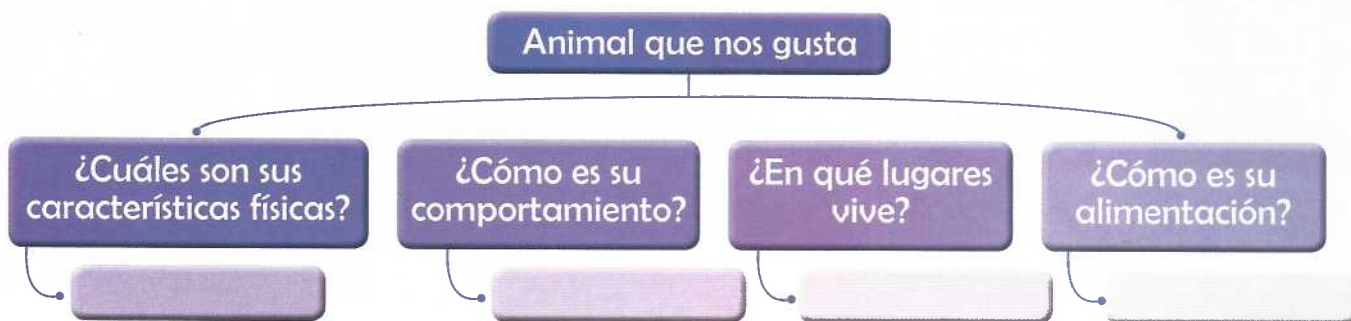 Animal que nos gusta
¿Cuáles son sus
características físicas?
¿Cómo es su
comportamiento?
¿En qué lugares
vive?
¿Cómo es su
alimentación?